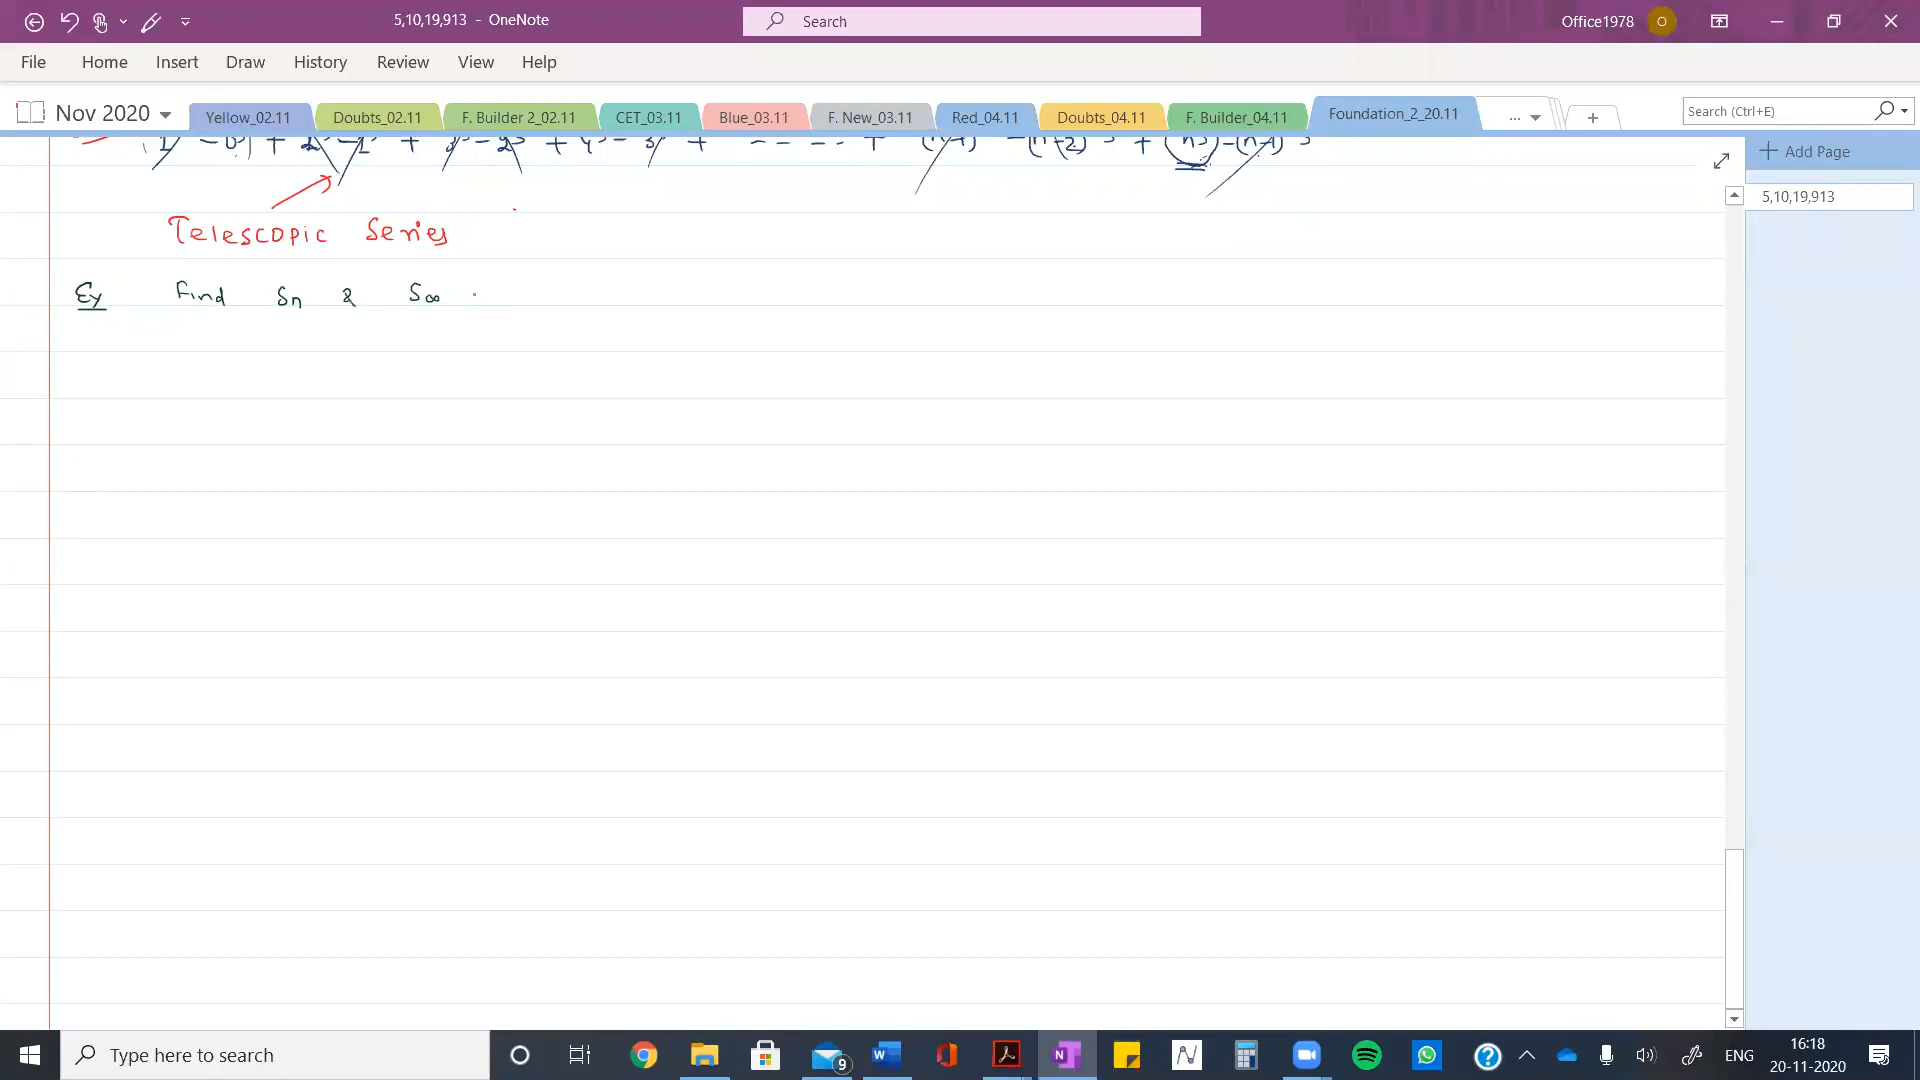 5,10,19,913 - OneNote
Search
Office1978 O
File Home Insert Draw History Review View Help
Nov 2020
Yellow_02.11 Doubts_02.11 F. Builder 2_02.11 CET_03.11 Blue_03.11 F. New_03.11 Red_04.11 Doubts_04.11 F. Builder_04.11 Foundation_2_20.11 ... +
Search (Ctrl+E)
Add Page
5,10,19,913
Telescopic Series
Ex Find Sn & S∞
Type here to search
9
ENG
16:18
20-11-2020